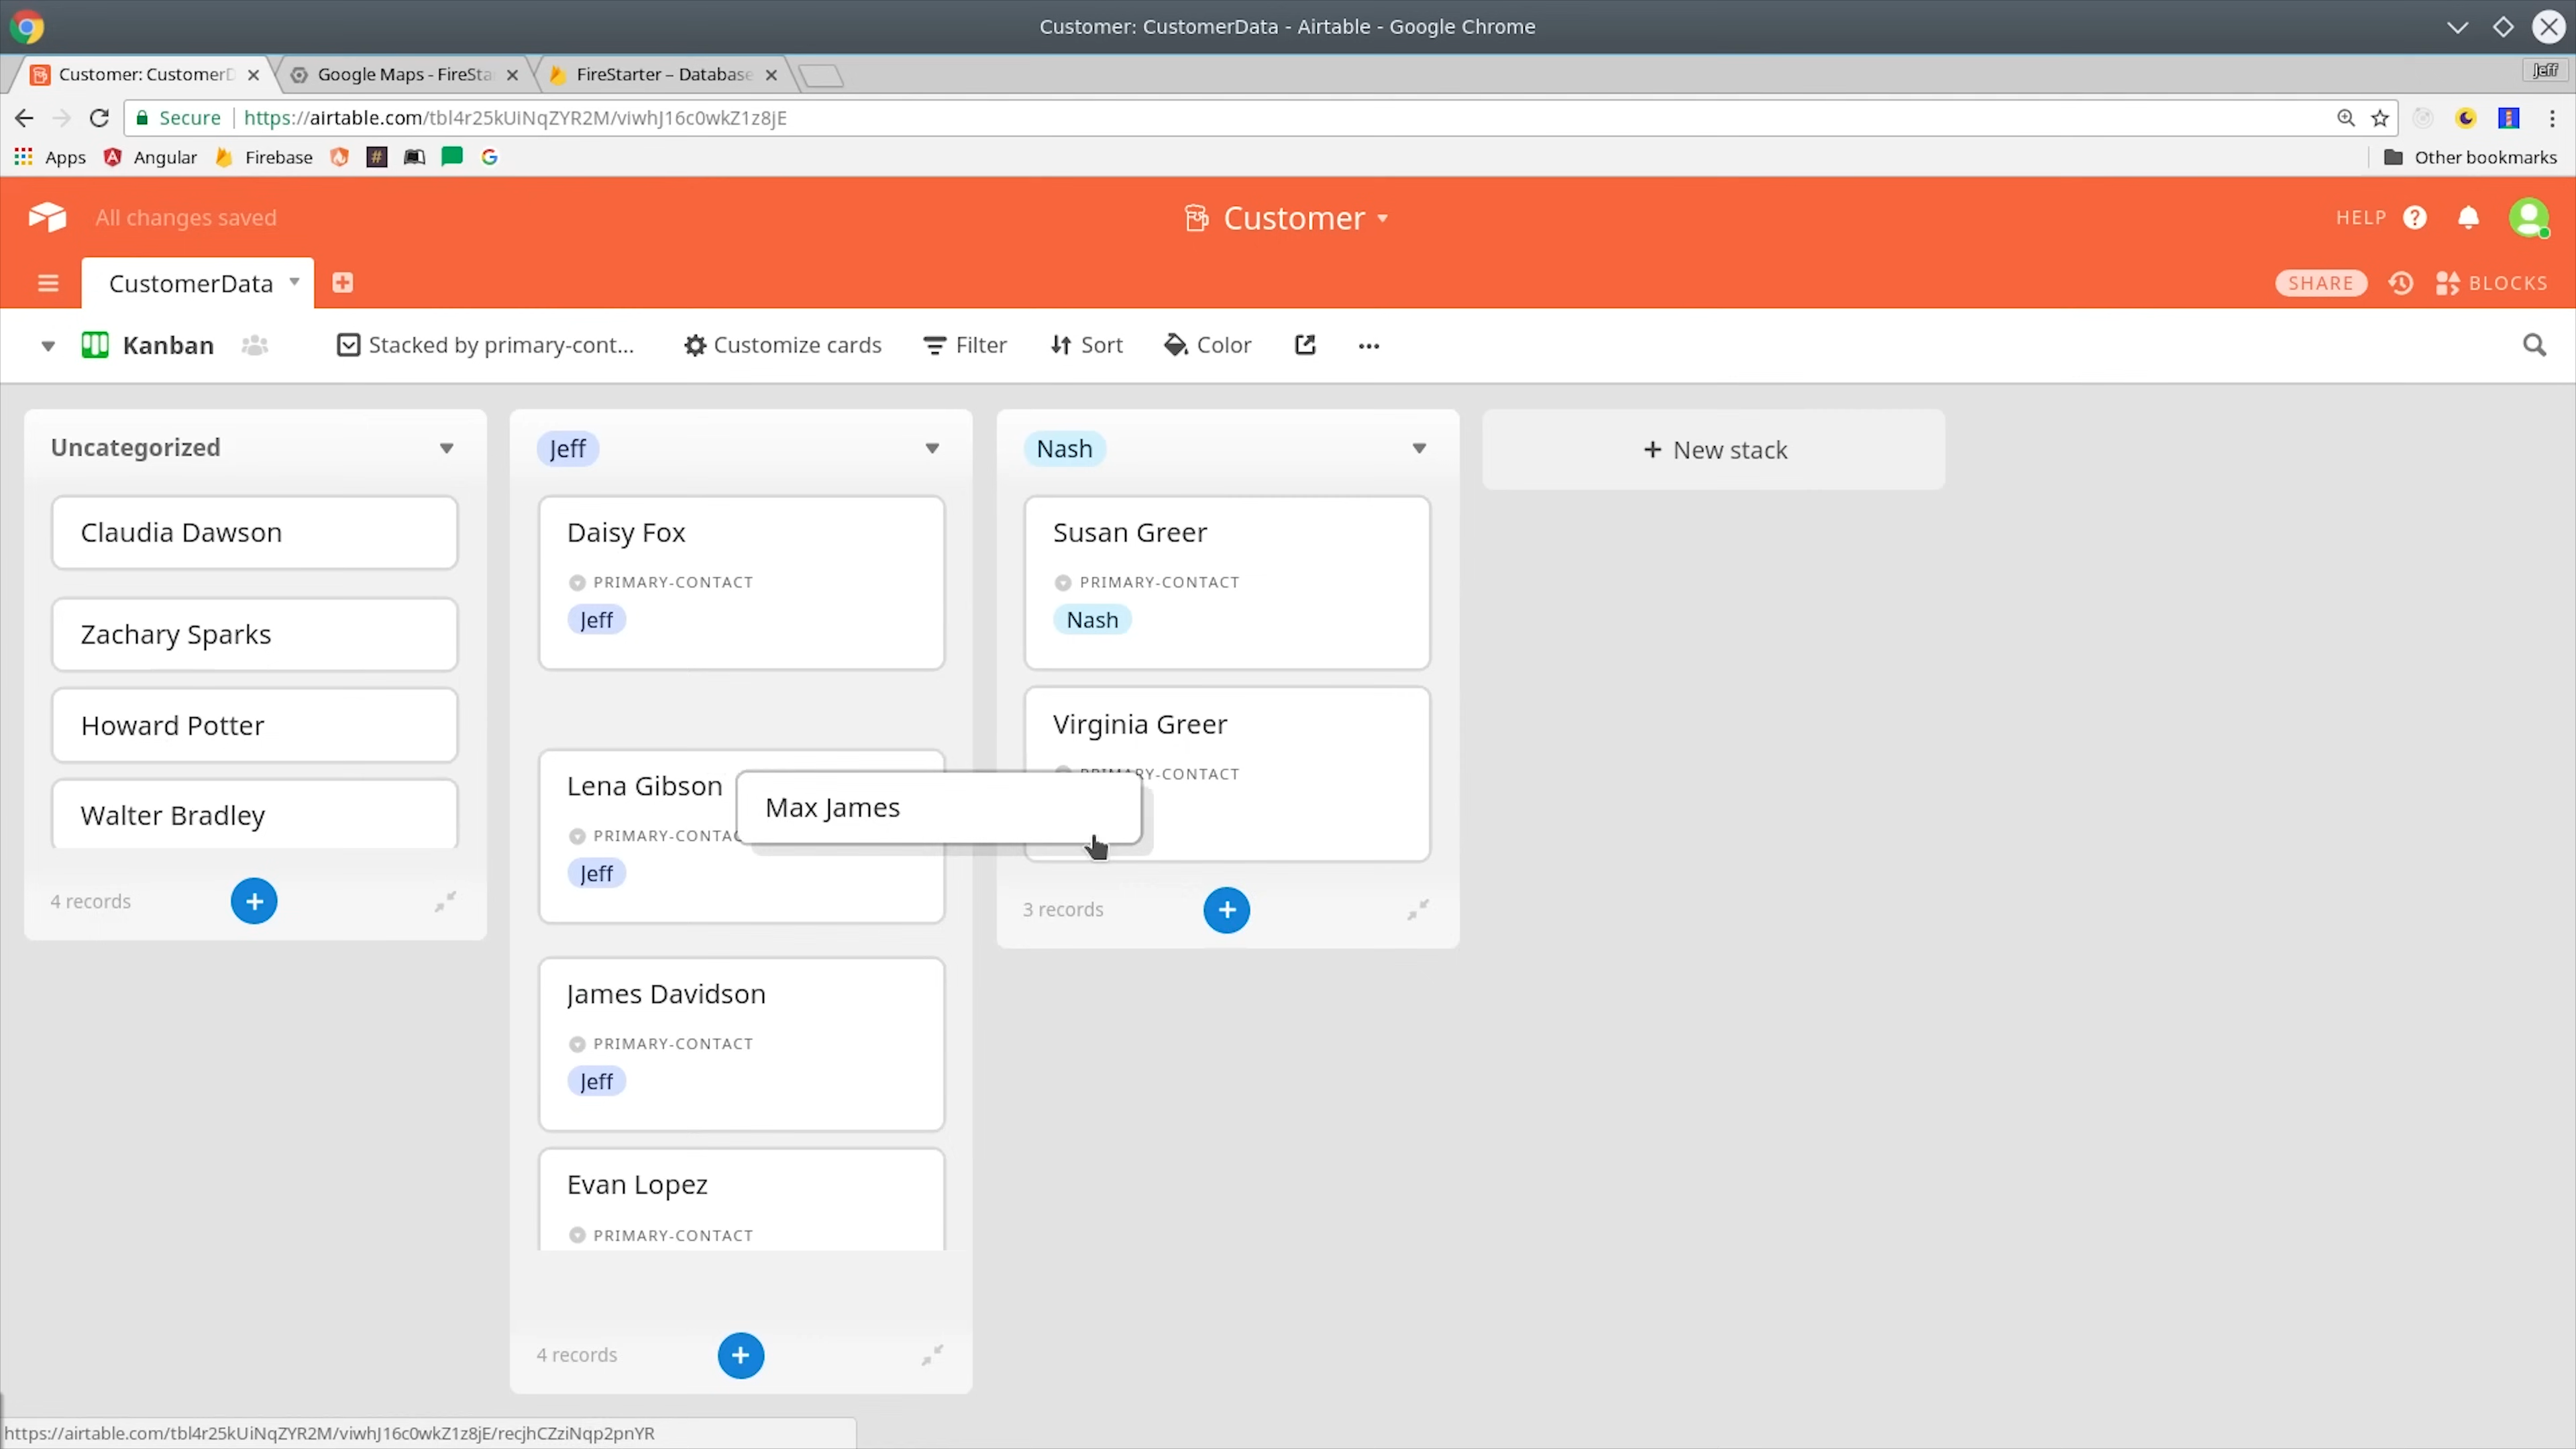 Customer: CustomerData - Airtable - Google Chrome
Customer: CustomerD
Google Maps - FireSta
FireStarter – Database
Jeff
Secure
https://airtable.com/tbl4r25kUiNqZYR2M/viwhJ16c0wkZ1z8jE
Apps
Angular
Firebase
#
G
Other bookmarks
All changes saved
Customer
HELP
?
CustomerData
SHARE
BLOCKS
Kanban
Stacked by primary-cont...
Customize cards
Filter
Sort
Color
Uncategorized
Claudia Dawson
Zachary Sparks
Howard Potter
Walter Bradley
4 records
Jeff
Daisy Fox
PRIMARY-CONTACT
Jeff
Lena Gibson
PRIMARY-CONTAC
Jeff
James Davidson
PRIMARY-CONTACT
Jeff
Evan Lopez
PRIMARY-CONTACT
4 records
Max James
Nash
Susan Greer
PRIMARY-CONTACT
Nash
Virginia Greer
PRIMARY-CONTACT
3 records
+ New stack
https://airtable.com/tbl4r25kUiNqZYR2M/viwhJ16c0wkZ1z8jE/recjhCZziNqp2pnYR